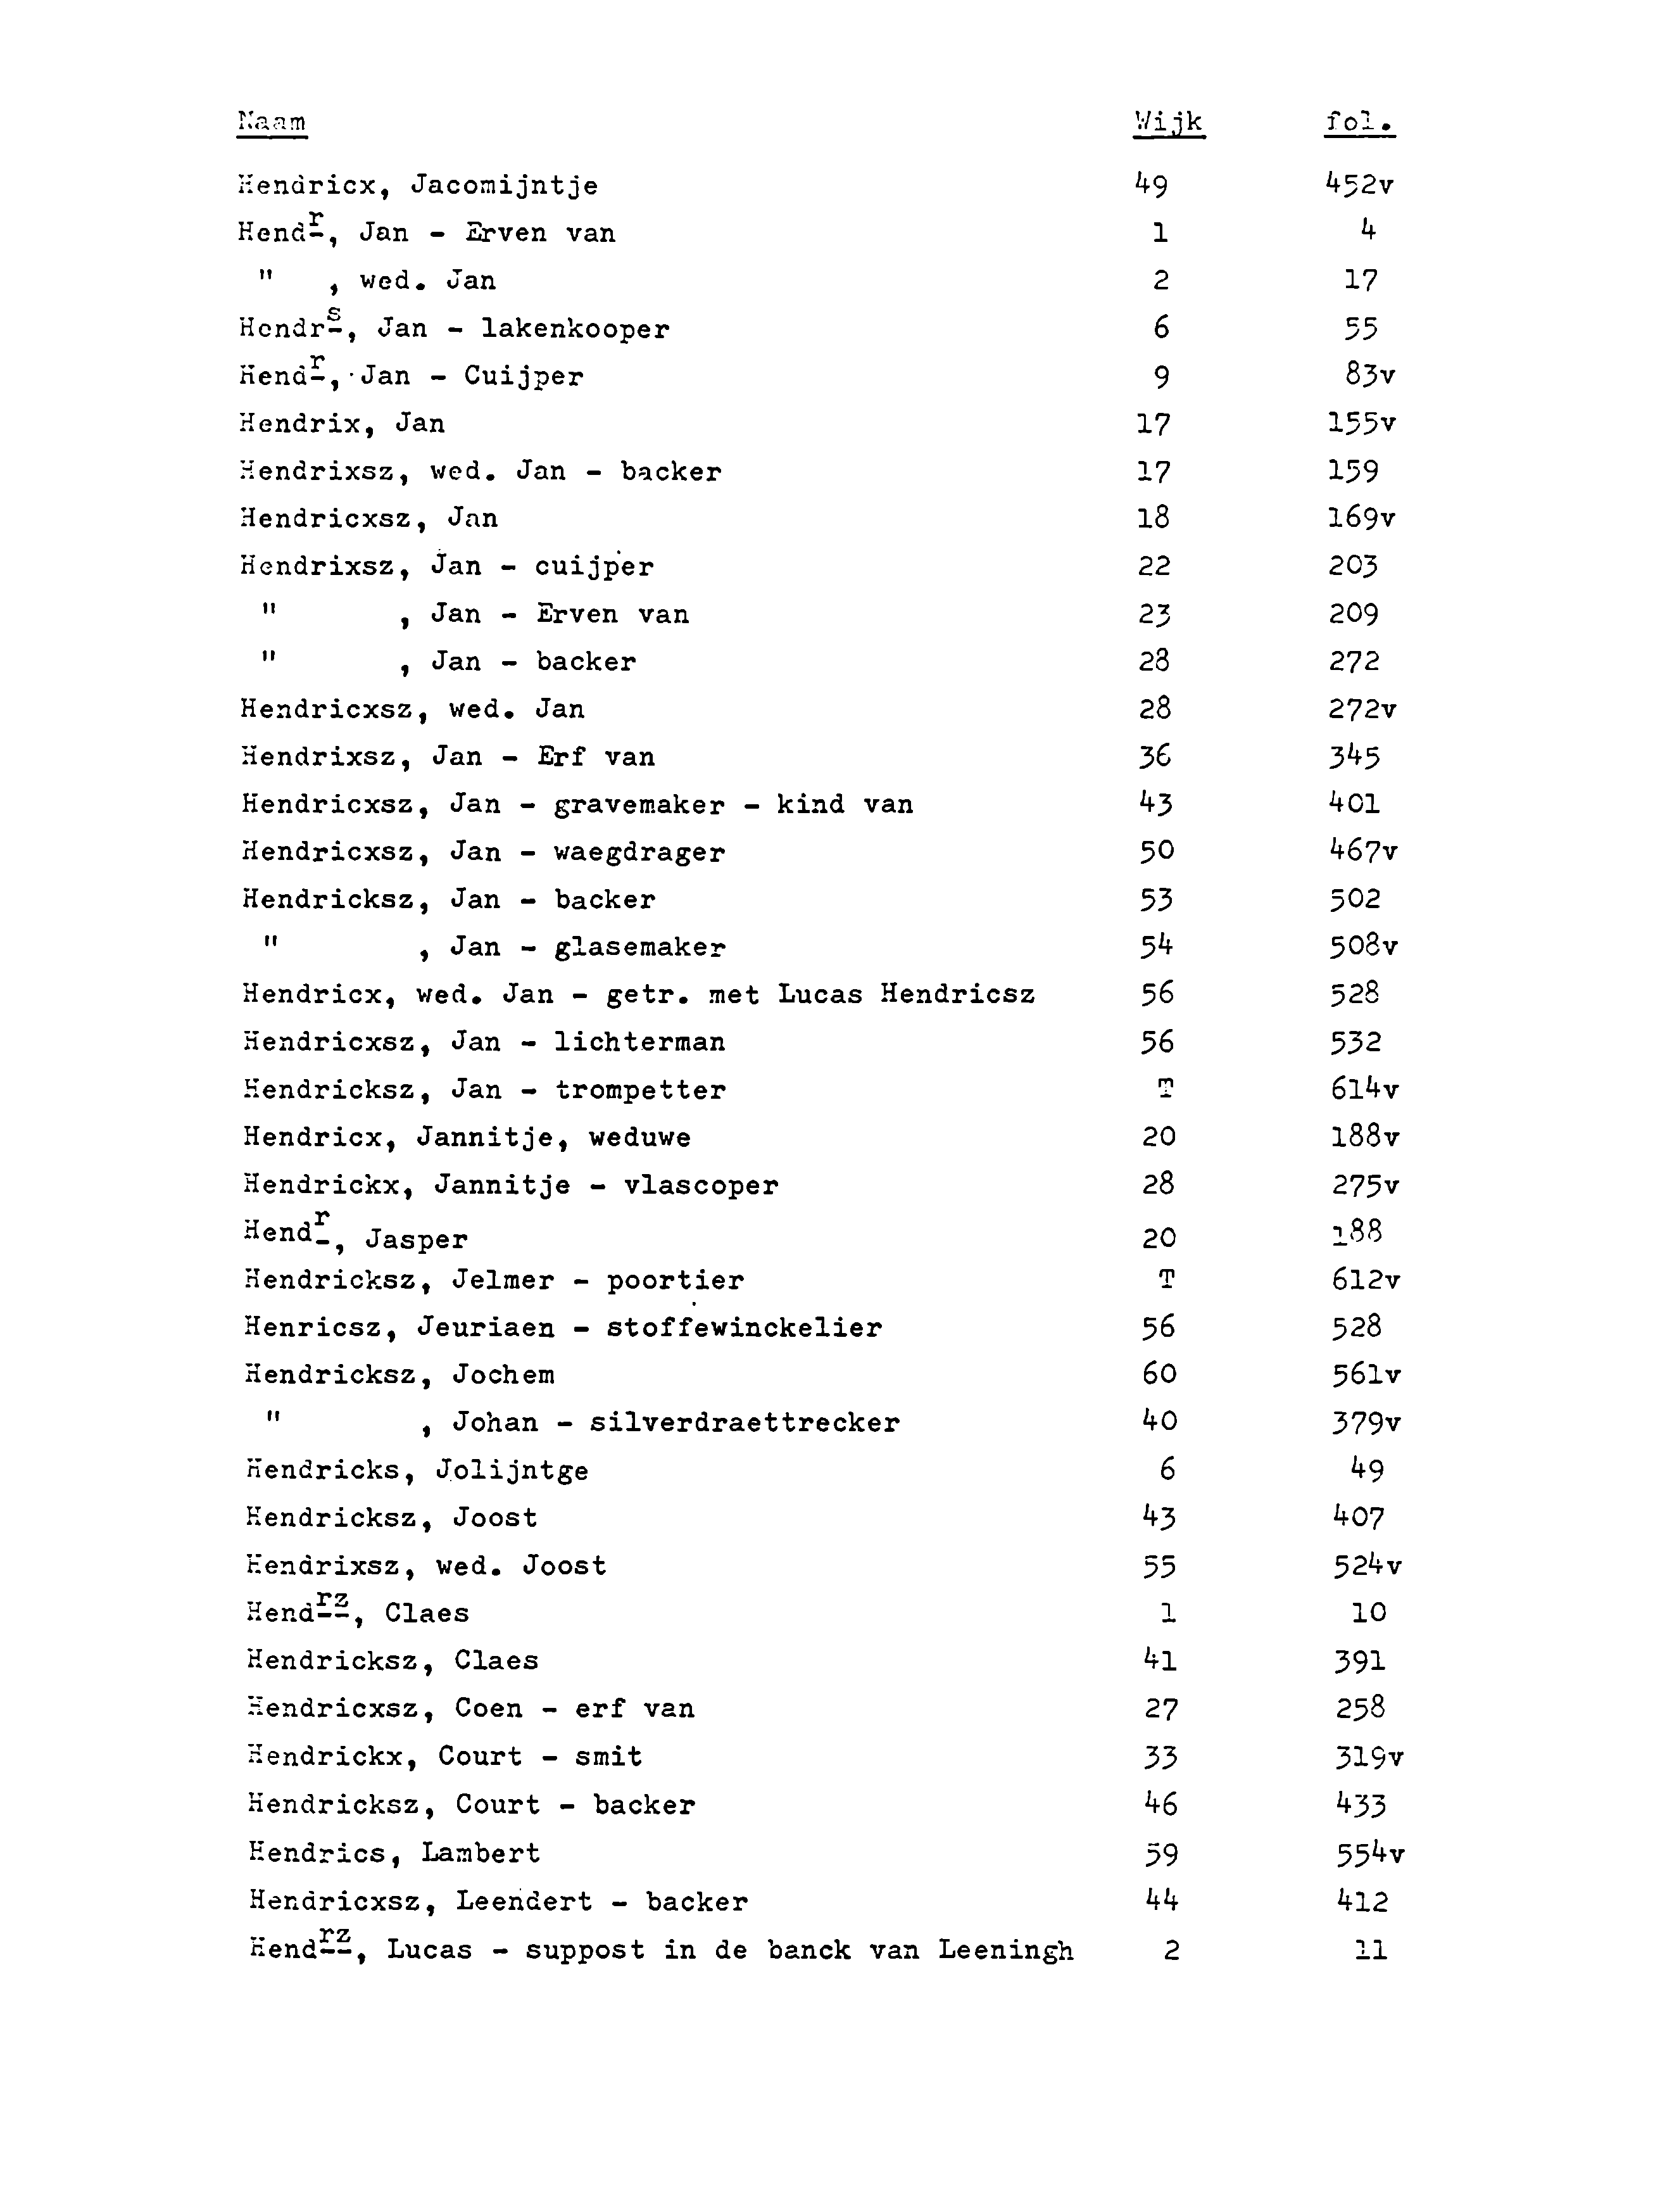 Naam Wijk fol.
Hendricx, Jacomijntje 49 452v
Hendr, Jan - Erven van 1 4
" , wed. Jan 2 17
Hendrs, Jan - lakenkooper 6 55
Hendr, Jan - Cuijper 9 83v
Hendrix, Jan 17 155v
Hendrixsz, wed. Jan - backer 17 159
Hendricxsz, Jan 18 169v
Hendrixsz, Jan - cuijper 22 203
" , Jan - Erven van 23 209
" , Jan - backer 28 272
Hendricxsz, wed. Jan 28 272v
Hendrixsz, Jan - Erf van 36 345
Hendricxsz, Jan - gravemaker - kind van 43 401
Hendricxsz, Jan - waegdrager 50 467v
Hendricksz, Jan - backer 53 502
" , Jan - glasemaker 54 508v
Hendricx, wed. Jan - getr. met Lucas Hendricsz 56 528
Hendricxsz, Jan - lichterman 56 532
Hendricksz, Jan - trompetter T 614v
Hendricx, Jannitje, weduwe 20 188v
Hendrickx, Jannitje - vlascoper 28 275v
Hendr, Jasper 20 188
Hendricksz, Jelmer - poortier T 612v
Henricsz, Jeuriaen - stoffewinckelier 56 528
Hendricksz, Jochem 60 561v
" , Johan - silverdraettrecker 40 379v
Hendricks, Jolijntge 6 49
Hendricksz, Joost 43 407
Hendrixsz, wed. Joost 55 524v
Hendrz, Claes 1 10
Hendricksz, Claes 41 391
Hendricxsz, Coen - erf van 27 258
Hendrickx, Court - smit 33 319v
Hendricksz, Court - backer 46 433
Hendrics, Lambert 59 554v
Hendricxsz, Leendert - backer 44 412
Hendrz, Lucas - suppost in de banck van Leeningh 2 11